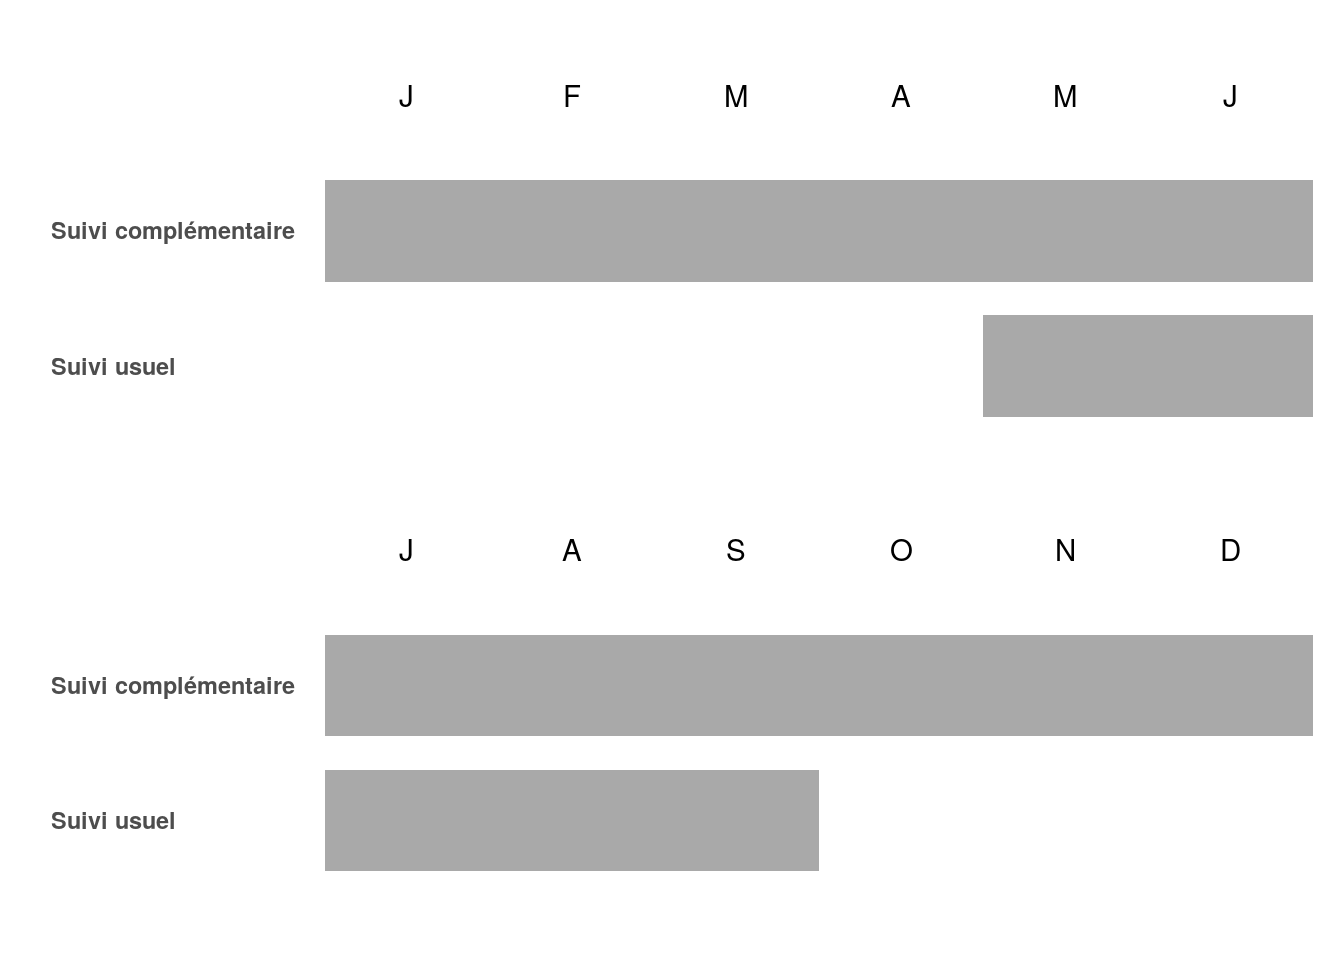 J F M A M J
Suivi complémentaire
Suivi usuel
J A S O N D
Suivi complémentaire
Suivi usuel